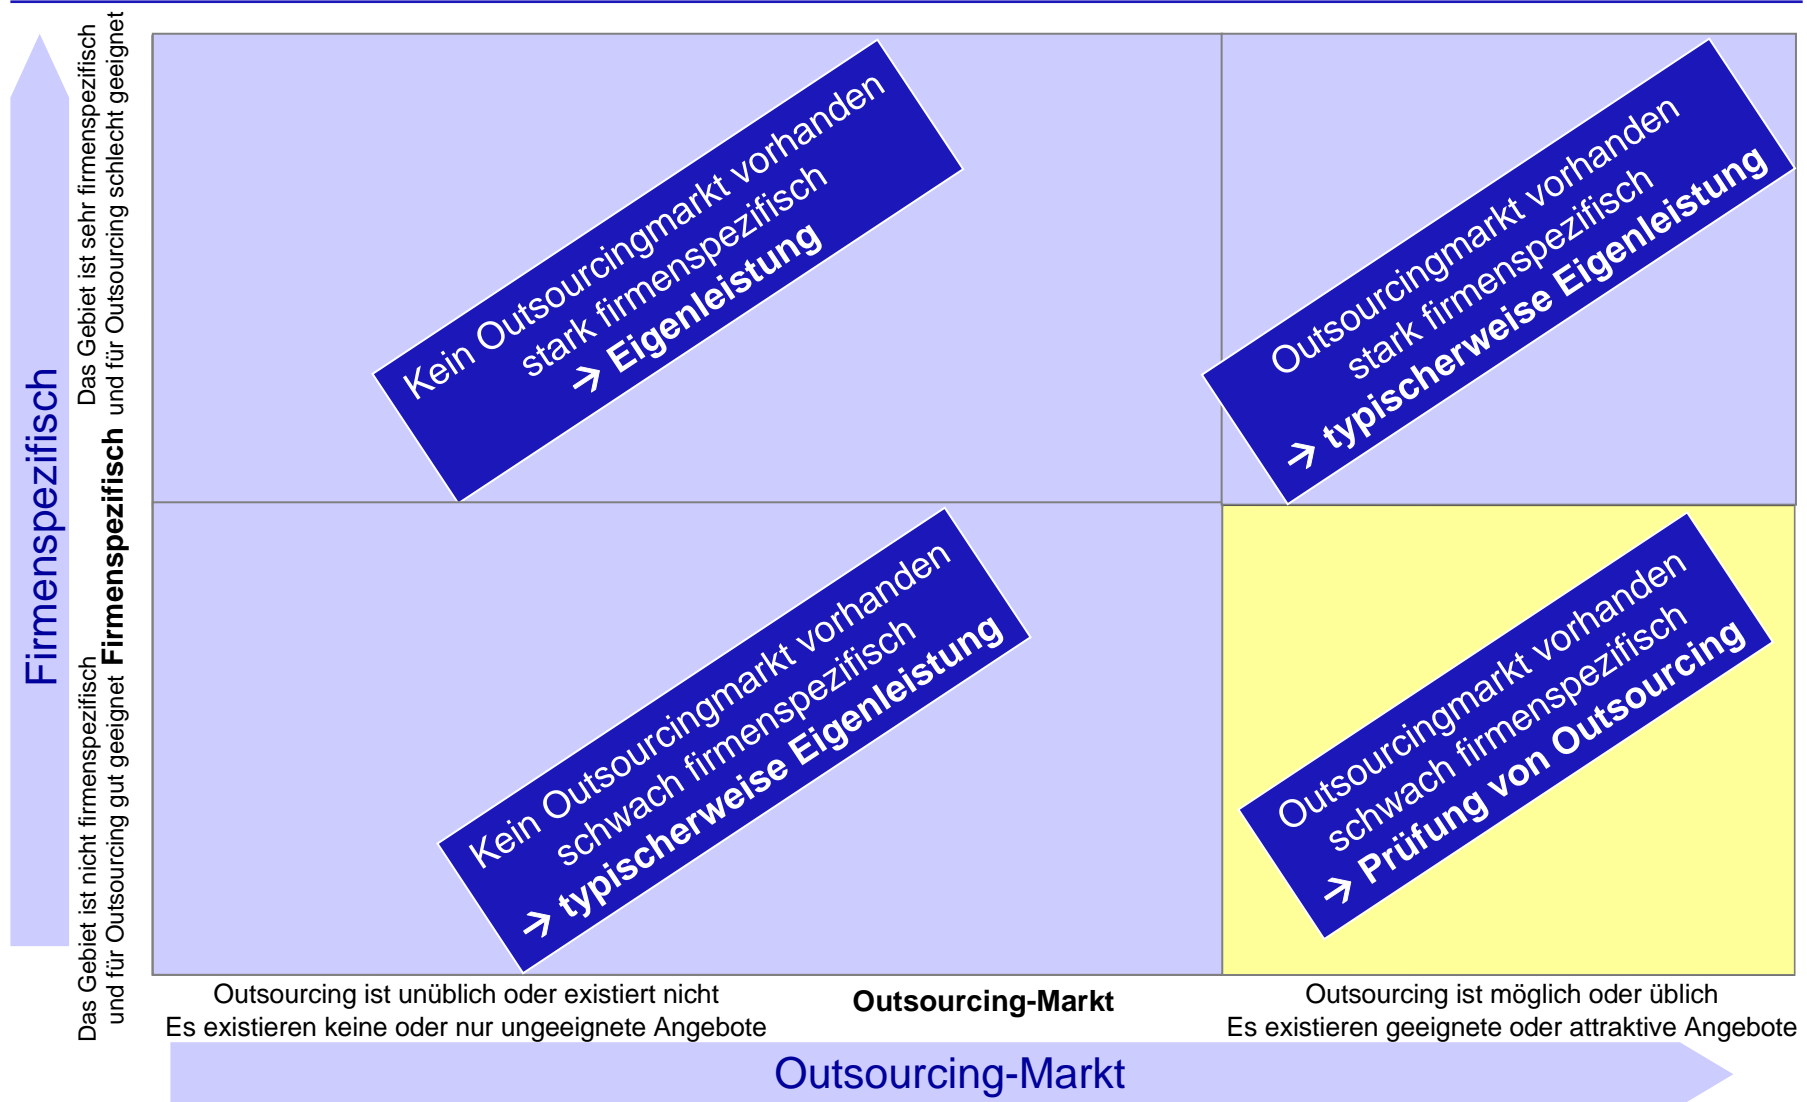 Firmenspezifisch
Das Gebiet ist sehr firmenspezifisch
und für Outsourcing schlecht geeignet
Firmenspezifisch
Das Gebiet ist nicht firmenspezifisch
und für Outsourcing gut geeignet
Kein Outsourcingmarkt vorhanden
stark firmenspezifisch
→ Eigenleistung
Outsourcingmarkt vorhanden
stark firmenspezifisch
→ typischerweise Eigenleistung
Kein Outsourcingmarkt vorhanden
schwach firmenspezifisch
→ typischerweise Eigenleistung
Outsourcingmarkt vorhanden
schwach firmenspezifisch
→ Prüfung von Outsourcing
Outsourcing ist unüblich oder existiert nicht
Es existieren keine oder nur ungeeignete Angebote
Outsourcing-Markt
Outsourcing ist möglich oder üblich
Es existieren geeignete oder attraktive Angebote
Outsourcing-Markt